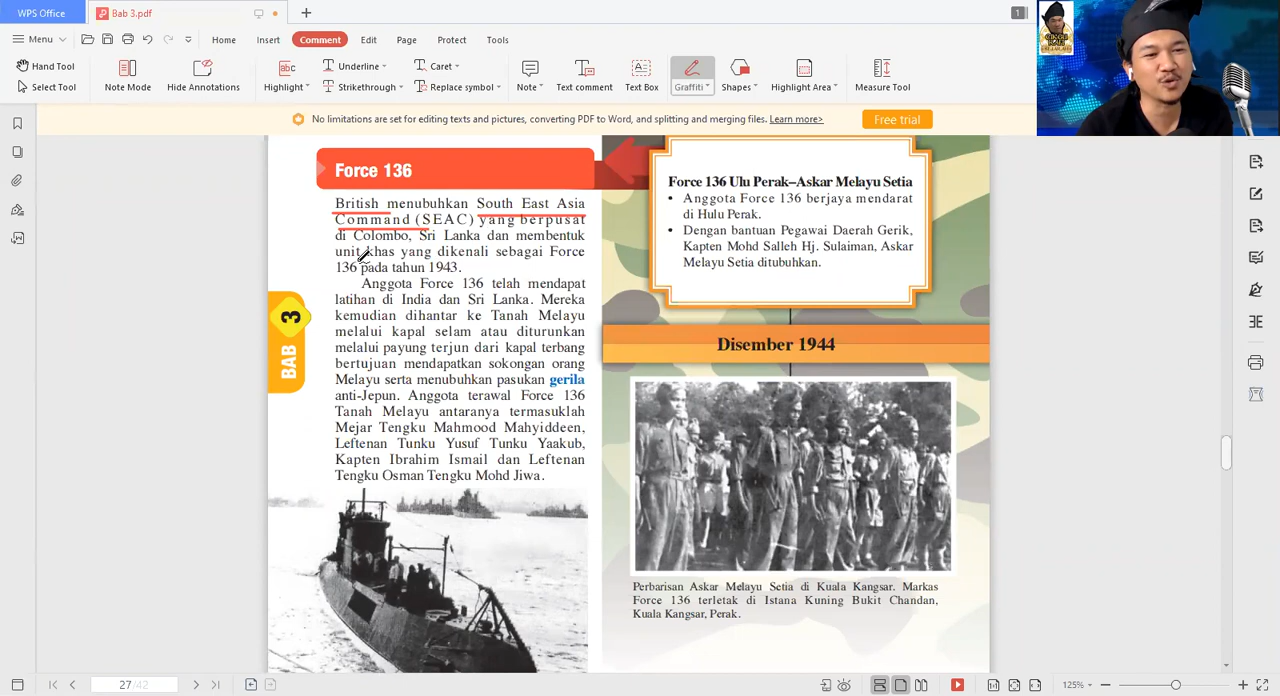 WPS Office
Bab 3.pdf
1
Menu
Home
Insert
Comment
Edit
Page
Protect
Tools
Hand Tool
Select Tool
Note Mode
Hide Annotations
Highlight
Underline
Strikethrough
Caret
Replace symbol
Note
Text comment
Text Box
Graffiti
Shapes
Highlight Area
Measure Tool
No limitations are set for editing texts and pictures, converting PDF to Word, and splitting and merging files. Learn more>
Free trial
Force 136
British menubuhkan South East Asia
Command (SEAC) yang berpusat
di Colombo, Sri Lanka dan membentuk
unit khas yang dikenali sebagai Force
136 pada tahun 1943.
Anggota Force 136 telah mendapat
latihan di India dan Sri Lanka. Mereka
kemudian dihantar ke Tanah Melayu
melalui kapal selam atau diturunkan
melalui payung terjun dari kapal terbang
bertujuan mendapatkan sokongan orang
Melayu serta menubuhkan pasukan gerila
anti-Jepun. Anggota terawal Force 136
Tanah Melayu antaranya termasuklah
Mejar Tengku Mahmood Mahyiddeen,
Leftenan Tunku Yusuf Tunku Yaakub,
Kapten Ibrahim Ismail dan Leftenan
Tengku Osman Tengku Mohd Jiwa.
BAB 3
Force 136 Ulu Perak–Askar Melayu Setia
• Anggota Force 136 berjaya mendarat
di Hulu Perak.
• Dengan bantuan Pegawai Daerah Gerik,
Kapten Mohd Salleh Hj. Sulaiman, Askar
Melayu Setia ditubuhkan.
Disember 1944
Perbarisan Askar Melayu Setia di Kuala Kangsar. Markas
Force 136 terletak di Istana Kuning Bukit Chandan,
Kuala Kangsar, Perak.
27/42
125%